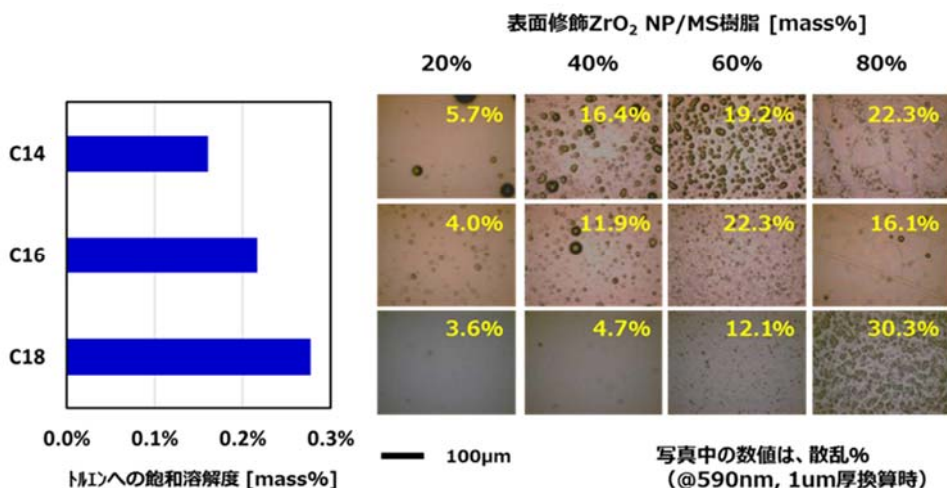 表面修飾ZrO₂ NP/MS樹脂 [mass%]
20% 40% 60% 80%
C14
5.7% 16.4% 19.2% 22.3%
C16
4.0% 11.9% 22.3% 16.1%
C18
3.6% 4.7% 12.1% 30.3%
0.0% 0.1% 0.2% 0.3%
トルエンへの飽和溶解度 [mass%]
100μm
写真中の数値は、散乱%
（@590nm, 1um厚換算時）